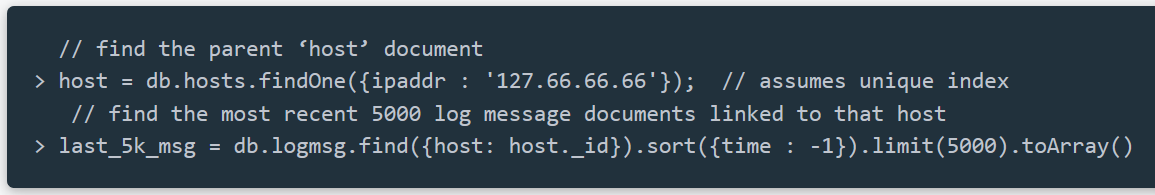 // find the parent ‘host’ document
> host = db.hosts.findOne({ipaddr : '127.66.66.66'});  // assumes unique index
// find the most recent 5000 log message documents linked to that host
> last_5k_msg = db.logmsg.find({host: host._id}).sort({time : -1}).limit(5000).toArray()